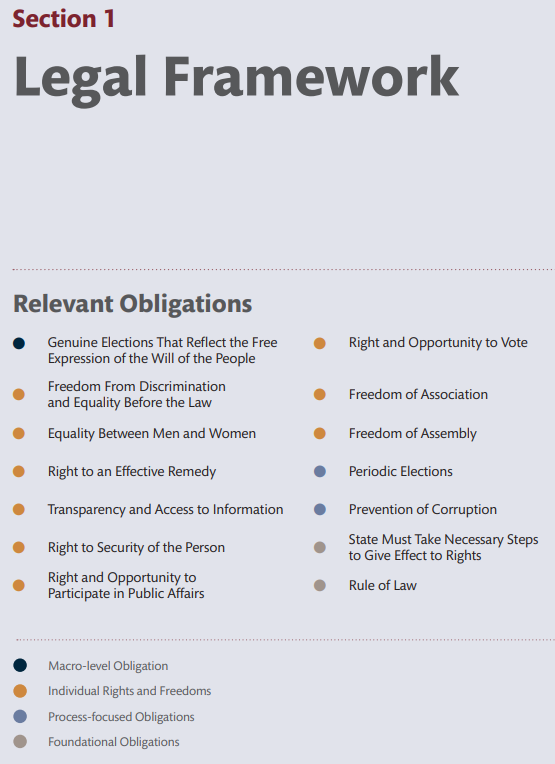 Section 1
Legal Framework
Relevant Obligations
Genuine Elections That Reflect the Free
Expression of the Will of the People
Freedom From Discrimination
and Equality Before the Law
Equality Between Men and Women
Right to an Effective Remedy
Transparency and Access to Information
Right to Security of the Person
Right and Opportunity to
Participate in Public Affairs
Right and Opportunity to Vote
Freedom of Association
Freedom of Assembly
Periodic Elections
Prevention of Corruption
State Must Take Necessary Steps
to Give Effect to Rights
Rule of Law
Macro-level Obligation
Individual Rights and Freedoms
Process-focused Obligations
Foundational Obligations